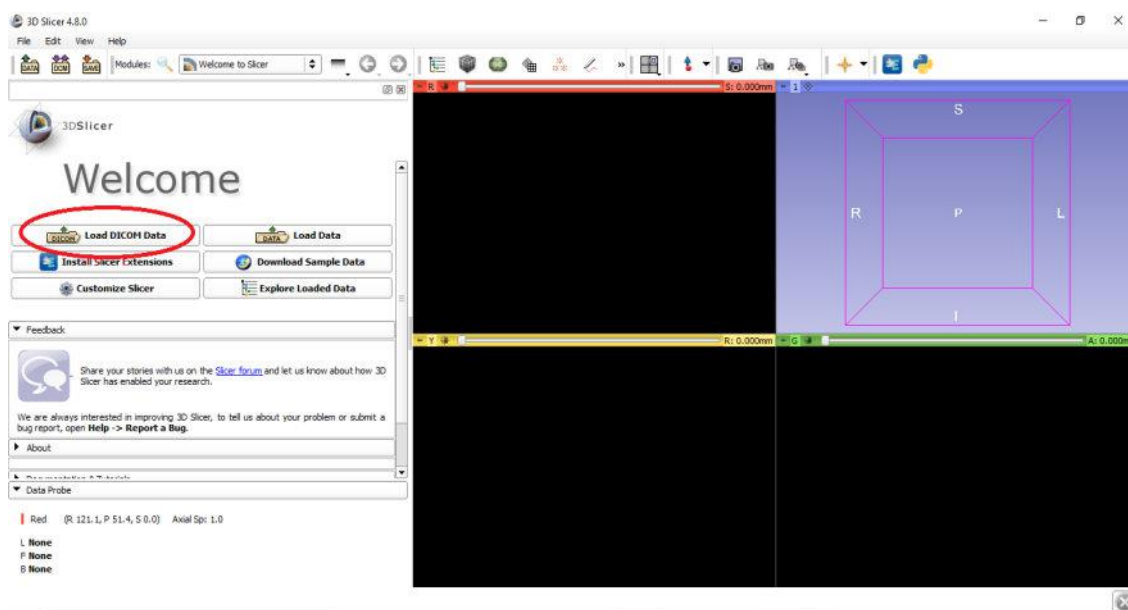 3D Slicer 4.8.0
File Edit View Help
DATA DCM SAVE Modules: Welcome to Slicer
R S: 0.000mm 1
3DSlicer
Welcome
DICOM Load DICOM Data DATA Load Data
Install Slicer Extensions Download Sample Data
Customize Slicer Explore Loaded Data
Feedback
Share your stories with us on the Slicer forum and let us know about how 3D
Slicer has enabled your research.
We are always interested in improving 3D Slicer, to tell us about your problem or submit a
bug report, open Help -> Report a Bug.
About
Data Probe
Red (R 121.1, P 51.4, S 0.0) Axial Sp: 1.0
L None
F None
B None
S
R P L
I
Y R: 0.000mm G A: 0.000m